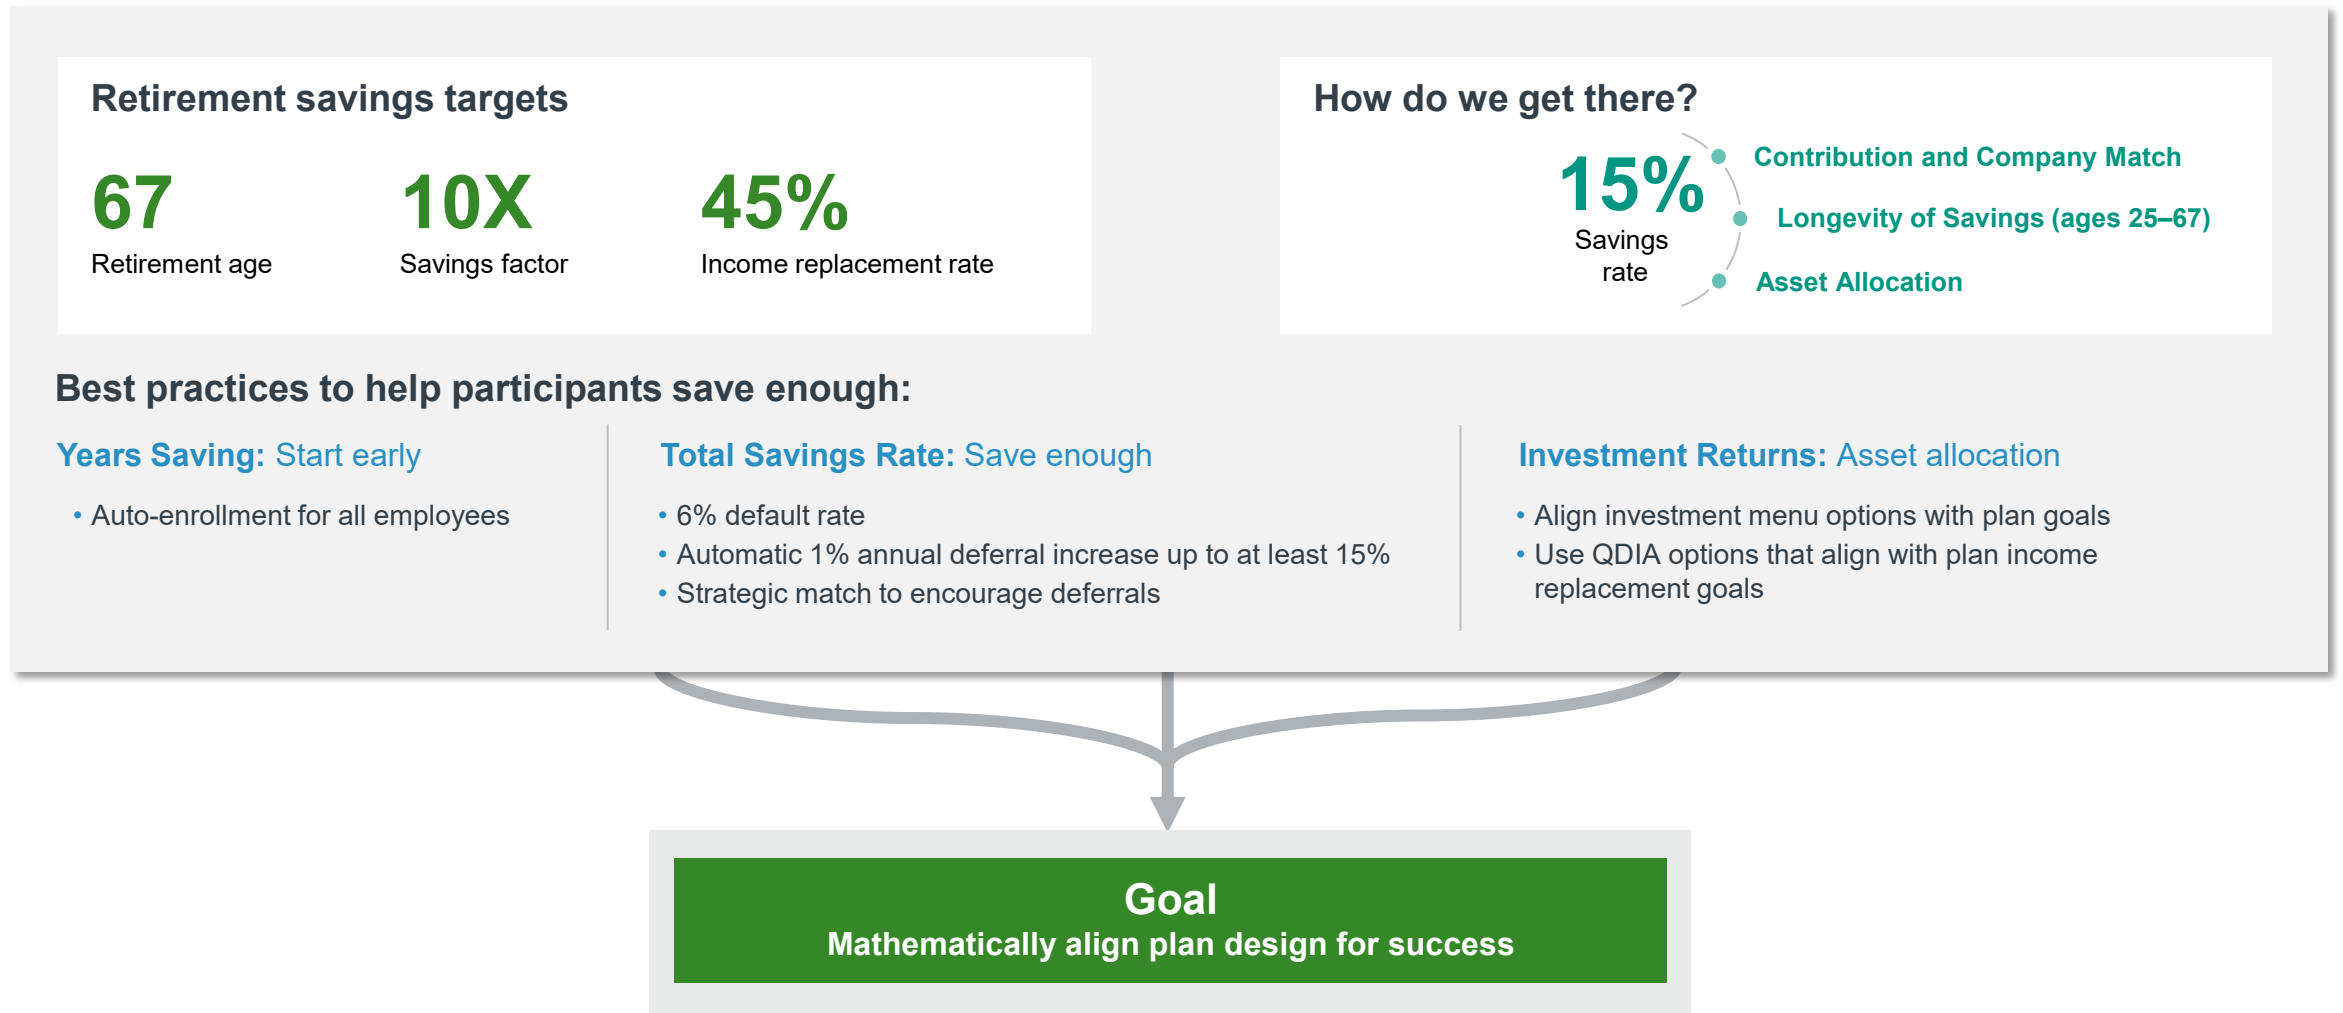 Retirement savings targets
67
Retirement age
10X
Savings factor
45%
Income replacement rate
How do we get there?
15%
Savings
rate
Contribution and Company Match
Longevity of Savings (ages 25–67)
Asset Allocation
Best practices to help participants save enough:
Years Saving: Start early
• Auto-enrollment for all employees
Total Savings Rate: Save enough
• 6% default rate
• Automatic 1% annual deferral increase up to at least 15%
• Strategic match to encourage deferrals
Investment Returns: Asset allocation
• Align investment menu options with plan goals
• Use QDIA options that align with plan income
replacement goals
Goal
Mathematically align plan design for success